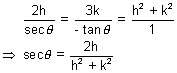 2h/secθ = 3k/-tanθ = h² + k²/1
⇒ secθ = 2h/h² + k²